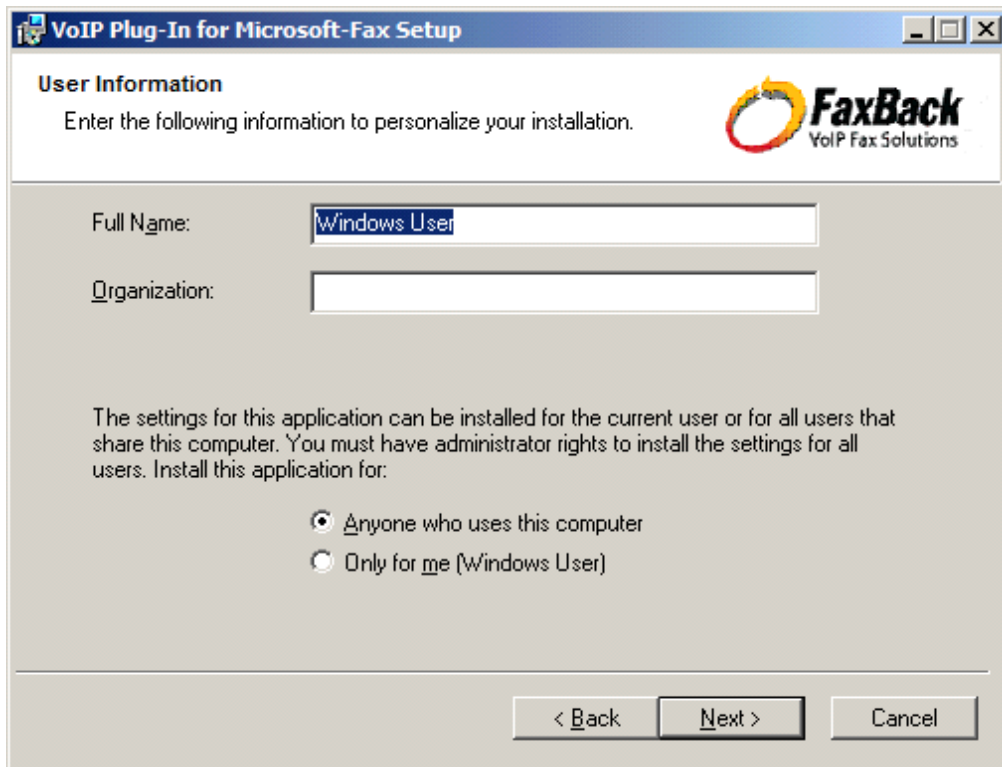 VoIP Plug-In for Microsoft-Fax Setup
User Information
Enter the following information to personalize your installation.
FaxBack
VoIP Fax Solutions
Full Name:
Windows User
Organization:
The settings for this application can be installed for the current user or for all users that
share this computer. You must have administrator rights to install the settings for all
users. Install this application for:
Anyone who uses this computer
Only for me (Windows User)
< Back
Next >
Cancel